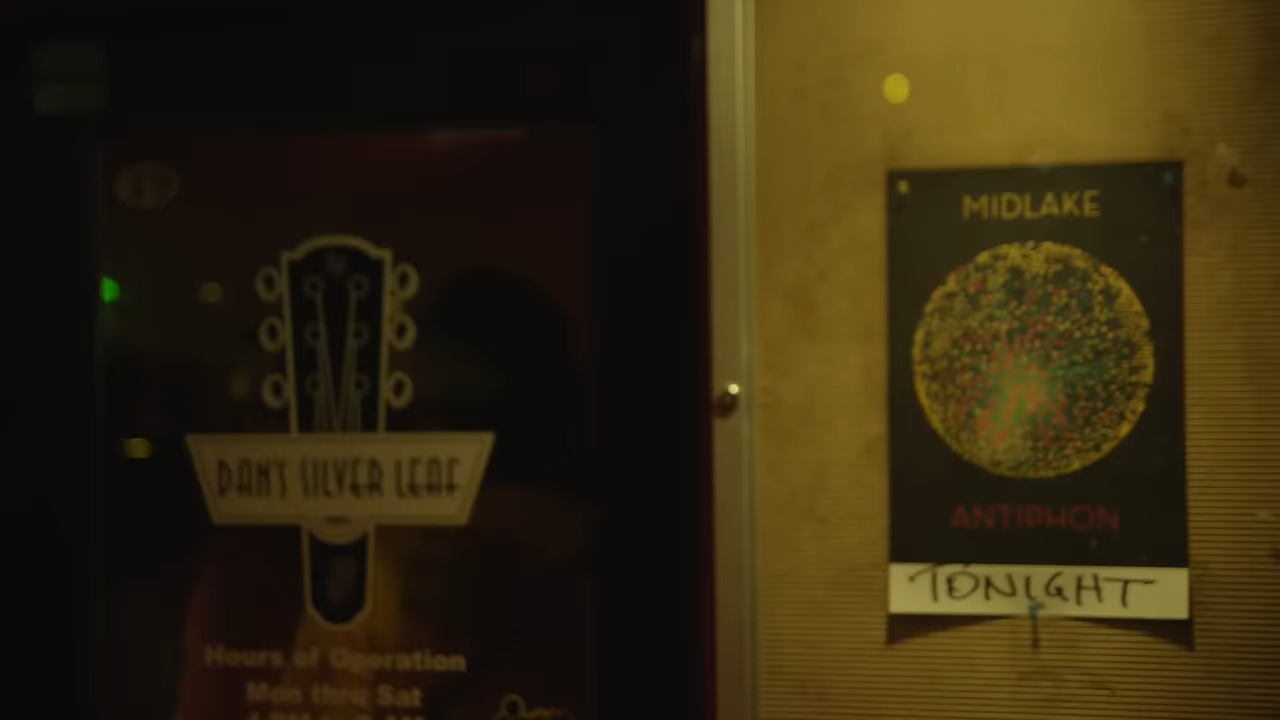 DAN'S SILVER LEAF
Hours of Operation
Mon thru Sat
MIDLAKE
ANTIPHON
TONIGHT